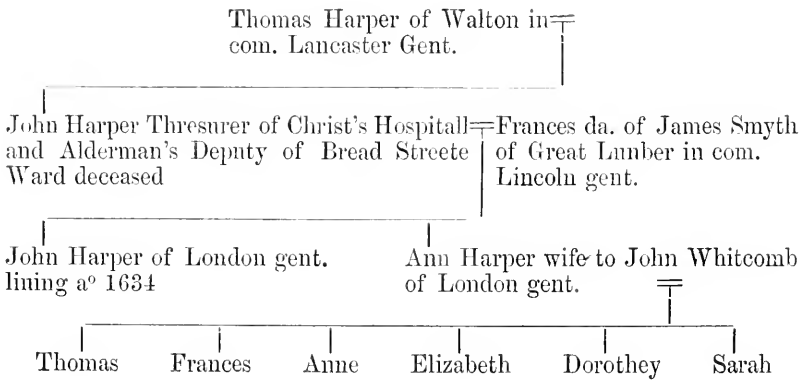 Thomas Harper of Walton in
com. Lancaster Gent.
John Harper Thresurer of Christ's Hospitall
and Alderman's Deputy of Bread Streete
Ward deceased
Frances da. of James Smyth
of Great Lunber in com.
Lincoln gent.
John Harper of London gent.
lining aº 1634
Ann Harper wife to John Whitcomb
of London gent.
Thomas Frances Anne Elizabeth Dorothey Sarah